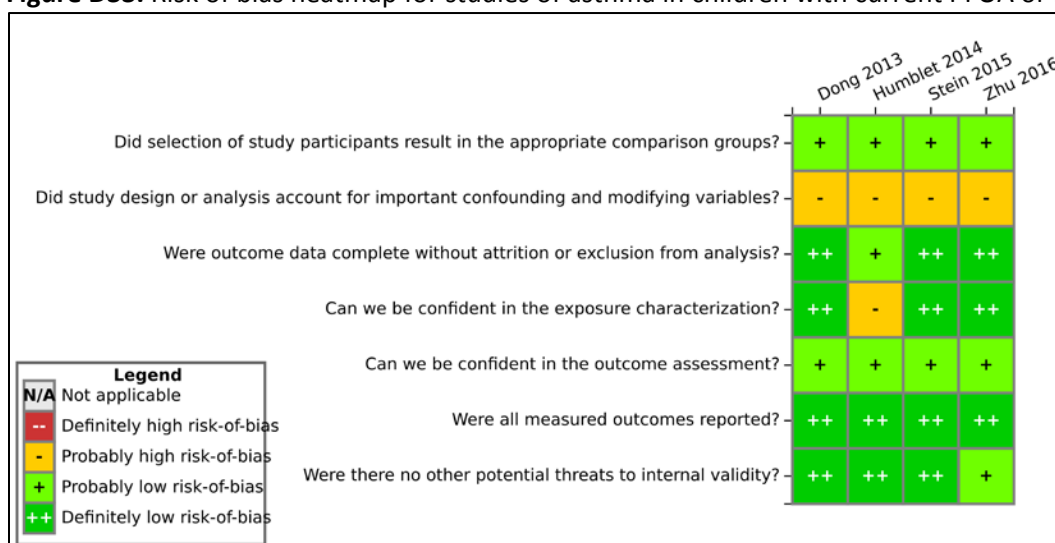 Figure Risk of bias heatmap for studies of asthma in children with current PFOA or
Dong 2013
Humblet 2014
Stein 2015
Zhu 2016
Did selection of study participants result in the appropriate comparison groups? + + + +
Did study design or analysis account for important confounding and modifying variables? - - - -
Were outcome data complete without attrition or exclusion from analysis? ++ + ++ ++
Can we be confident in the exposure characterization? ++ - ++ ++
Can we be confident in the outcome assessment? + + + +
Were all measured outcomes reported? ++ ++ ++ ++
Were there no other potential threats to internal validity? ++ ++ ++ +
Legend
N/A Not applicable
-- Definitely high risk-of-bias
- Probably high risk-of-bias
+ Probably low risk-of-bias
++ Definitely low risk-of-bias